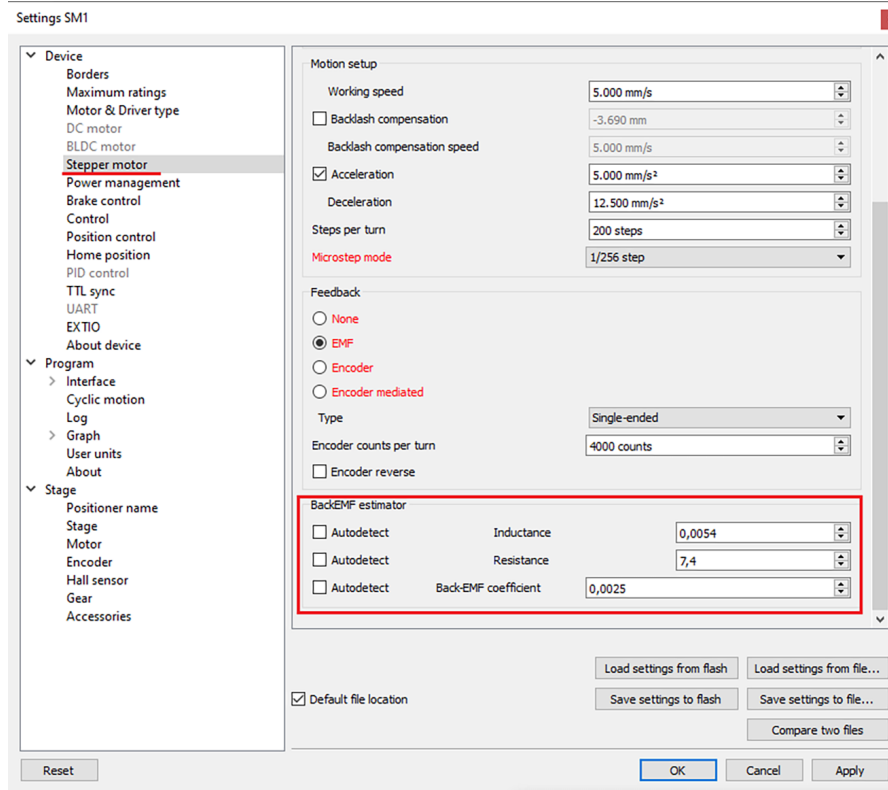 Settings SM1
Device
Borders
Maximum ratings
Motor & Driver type
DC motor
BLDC motor
Stepper motor
Power management
Brake control
Control
Position control
Home position
PID control
TTL sync
UART
EXTIO
About device
Program
Interface
Cyclic motion
Log
Graph
User units
About
Stage
Positioner name
Stage
Motor
Encoder
Hall sensor
Gear
Accessories
Motion setup
Working speed 5.000 mm/s
Backlash compensation -3.690 mm
Backlash compensation speed 5.000 mm/s
Acceleration 5.000 mm/s²
Deceleration 12.500 mm/s²
Steps per turn 200 steps
Microstep mode 1/256 step
Feedback
None
EMF
Encoder
Encoder mediated
Type Single-ended
Encoder counts per turn 4000 counts
Encoder reverse
BackEMF estimator
Autodetect Inductance 0,0054
Autodetect Resistance 7,4
Autodetect Back-EMF coefficient 0,0025
Load settings from flash Load settings from file...
Default file location Save settings to flash Save settings to file...
Compare two files
Reset OK Cancel Apply